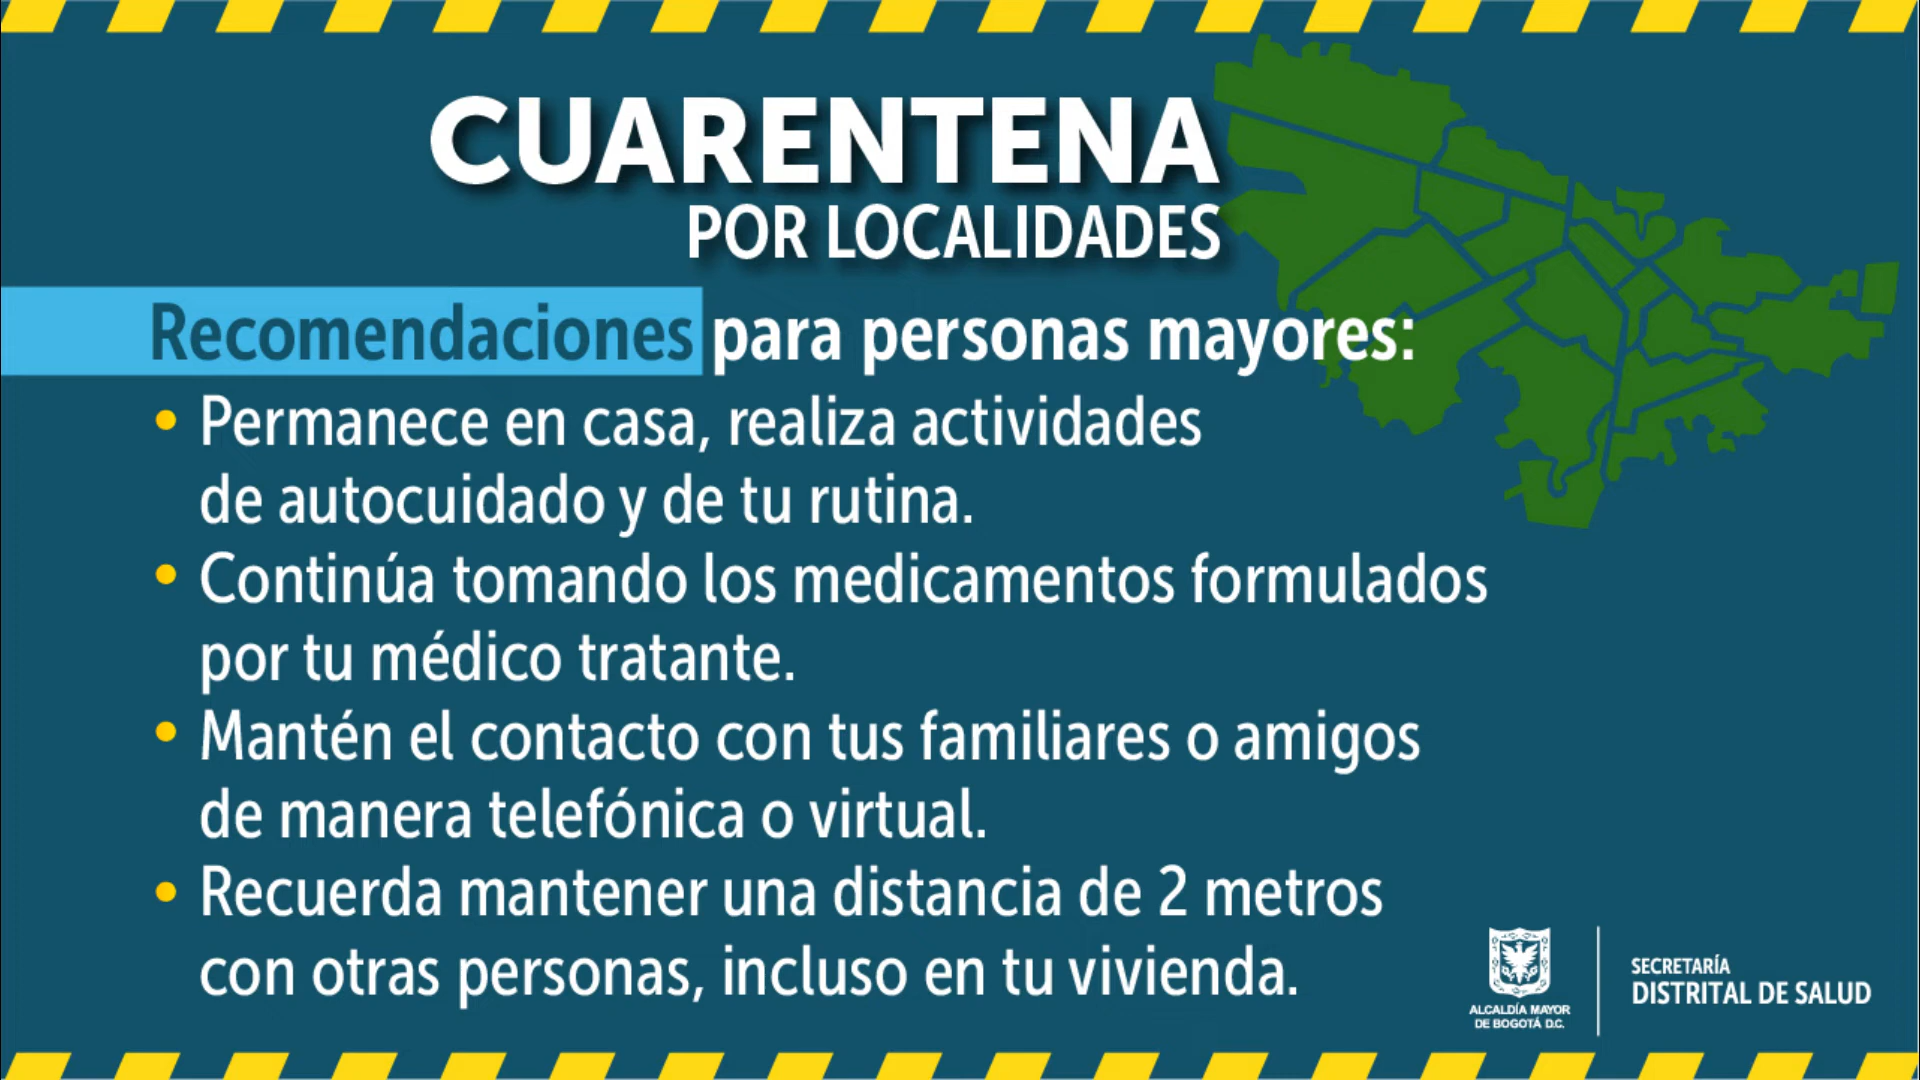 CUARENTENA
POR LOCALIDADES
Recomendaciones para personas mayores:
• Permanece en casa, realiza actividades
de autocuidado y de tu rutina.
• Continúa tomando los medicamentos formulados
por tu médico tratante.
• Mantén el contacto con tus familiares o amigos
de manera telefónica o virtual.
• Recuerda mantener una distancia de 2 metros
con otras personas, incluso en tu vivienda.
ALCALDÍA MAYOR
DE BOGOTÁ D.C.
SECRETARÍA
DISTRITAL DE SALUD